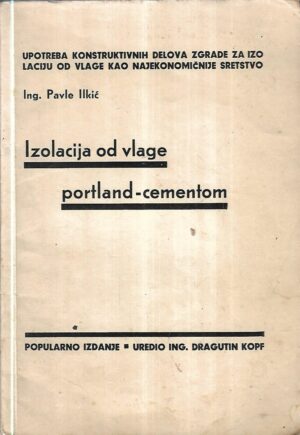 UPOTREBA KONSTRUKTIVNIH DELOVA ZGRADE ZA IZO
LACIJU OD VLAGE KAO NAJEKONOMIČNIJE SRETSTVO
Ing. Pavle Ilkić
Izolacija od vlage
portland-cementom
POPULARNO IZDANJE ▪ UREDIO ING. DRAGUTIN KOPF